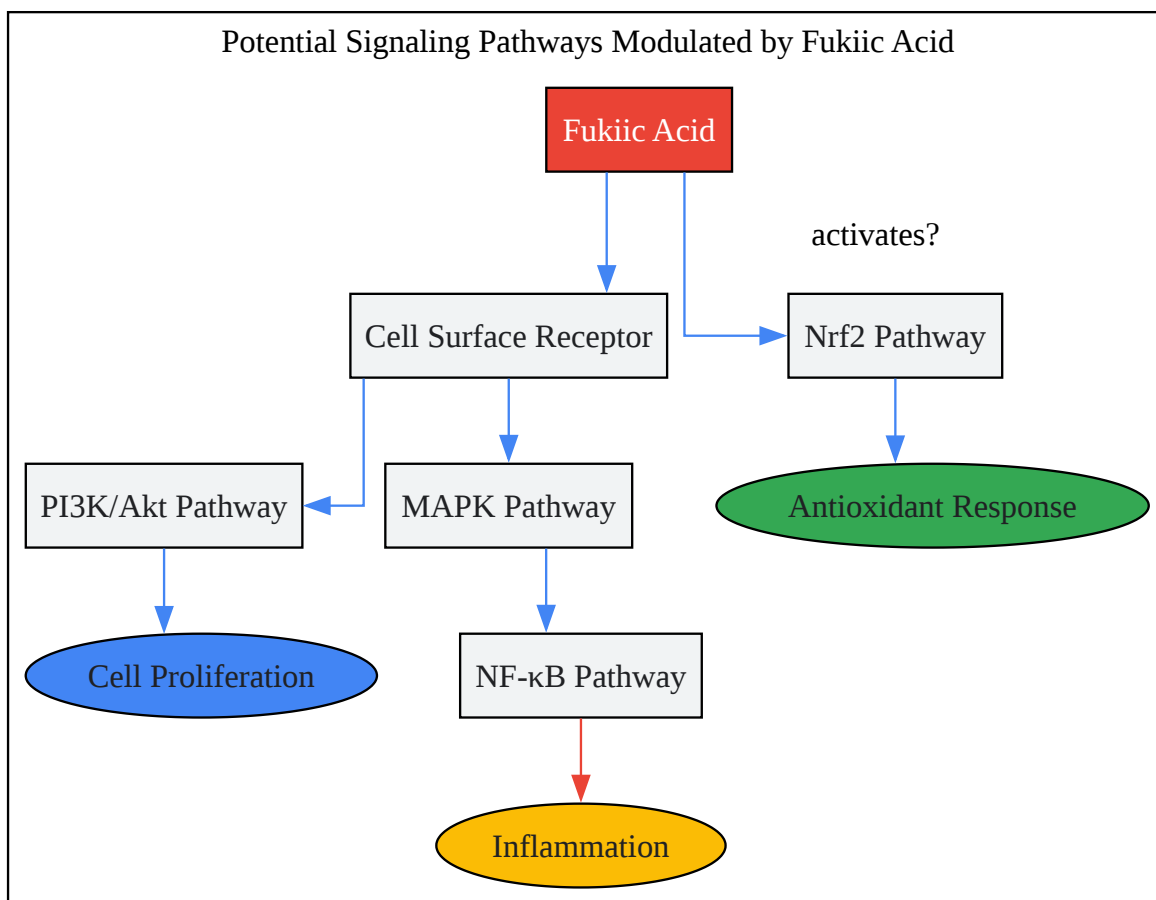 Potential Signaling Pathways Modulated by Fukiic Acid
Fukiic Acid
activates?
Cell Surface Receptor
Nrf2 Pathway
PI3K/Akt Pathway
MAPK Pathway
Antioxidant Response
Cell Proliferation
NF-κB Pathway
Inflammation